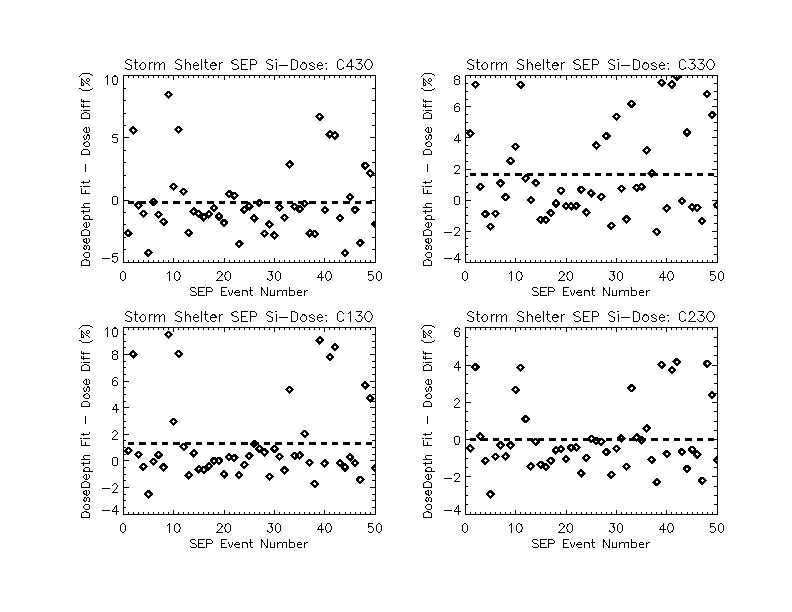 Storm Shelter SEP Si-Dose: C430
DoseDepth Fit - Dose Diff (%)
10
5
0
-5
0 10 20 30 40 50
SEP Event Number
Storm Shelter SEP Si-Dose: C330
DoseDepth Fit - Dose Diff (%)
8
6
4
2
0
-2
-4
0 10 20 30 40 50
SEP Event Number
Storm Shelter SEP Si-Dose: C130
DoseDepth Fit - Dose Diff (%)
10
8
6
4
2
0
-2
-4
0 10 20 30 40 50
SEP Event Number
Storm Shelter SEP Si-Dose: C230
DoseDepth Fit - Dose Diff (%)
6
4
2
0
-2
-4
0 10 20 30 40 50
SEP Event Number